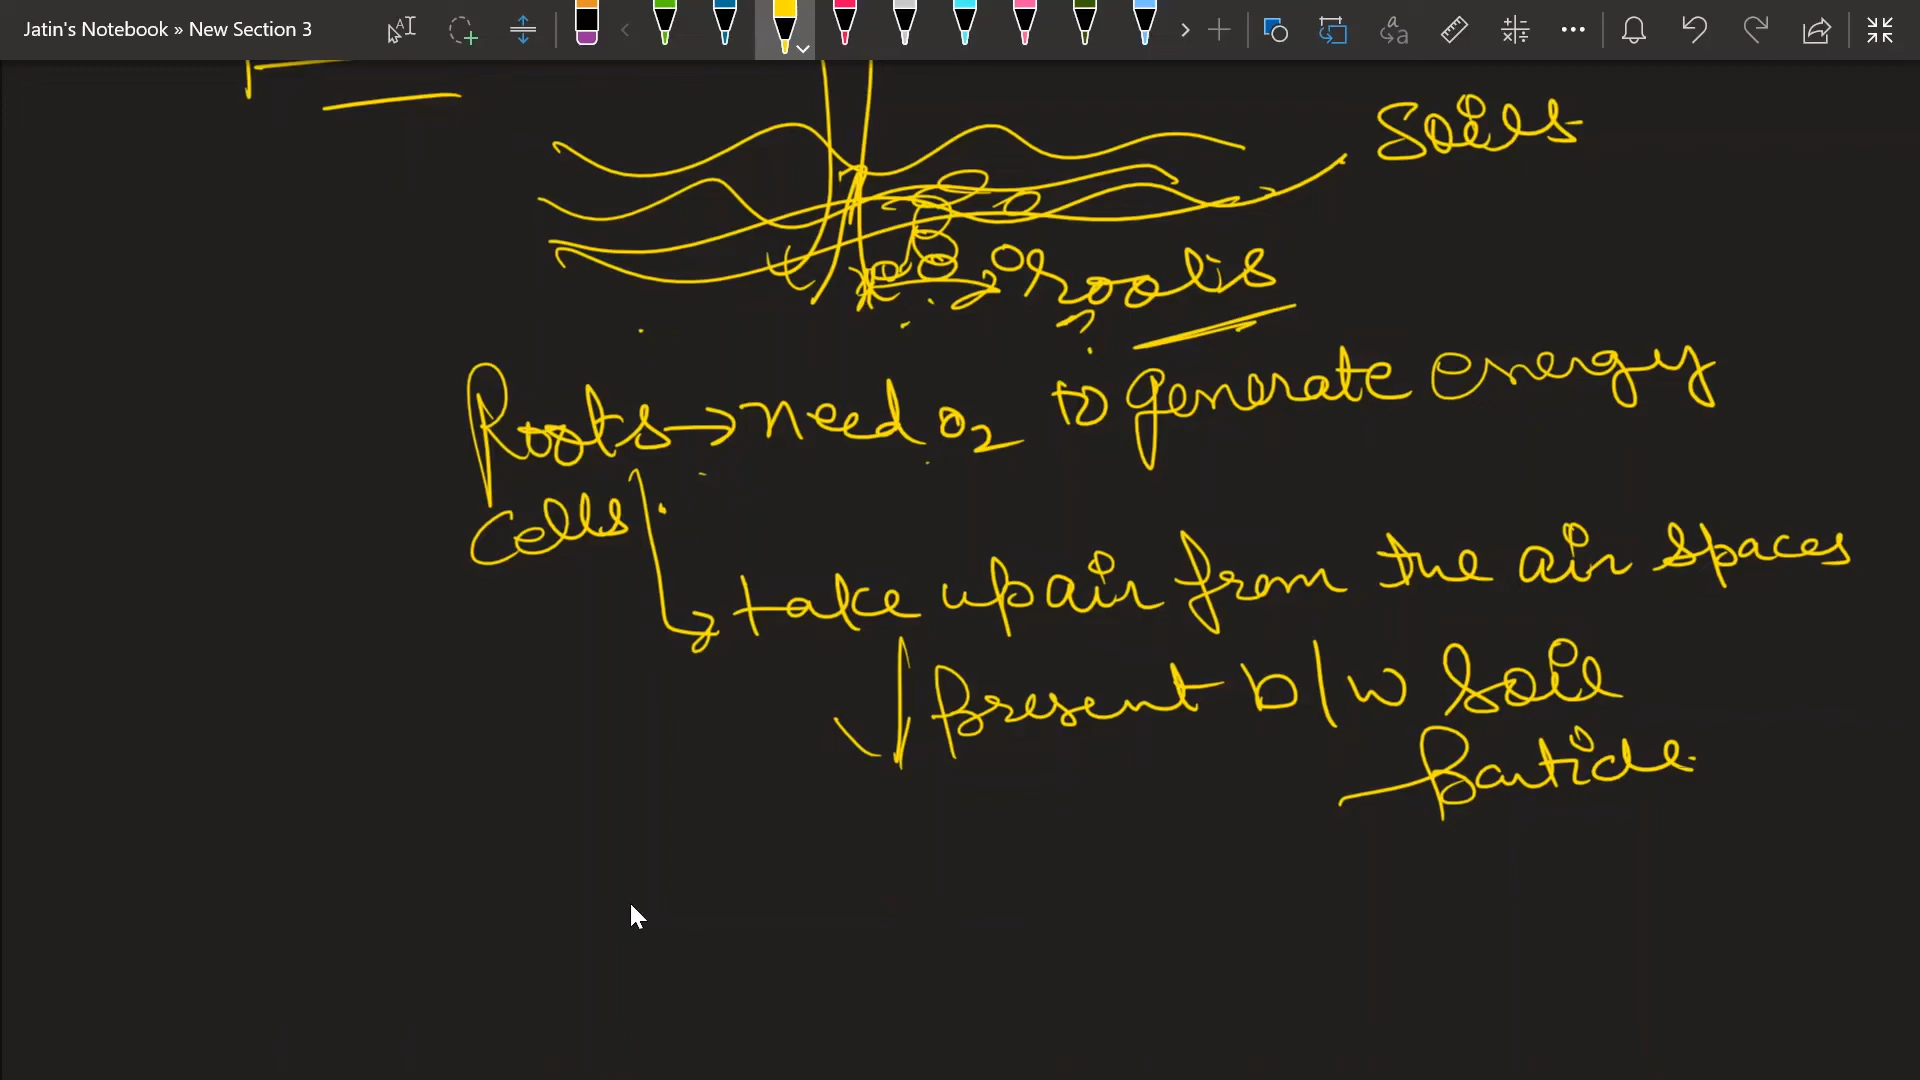 Jatin's Notebook » New Section 3
Soils
roots
Roots → need O2 to generate energy
cells
take up air from the air spaces
present b/w soil
particle